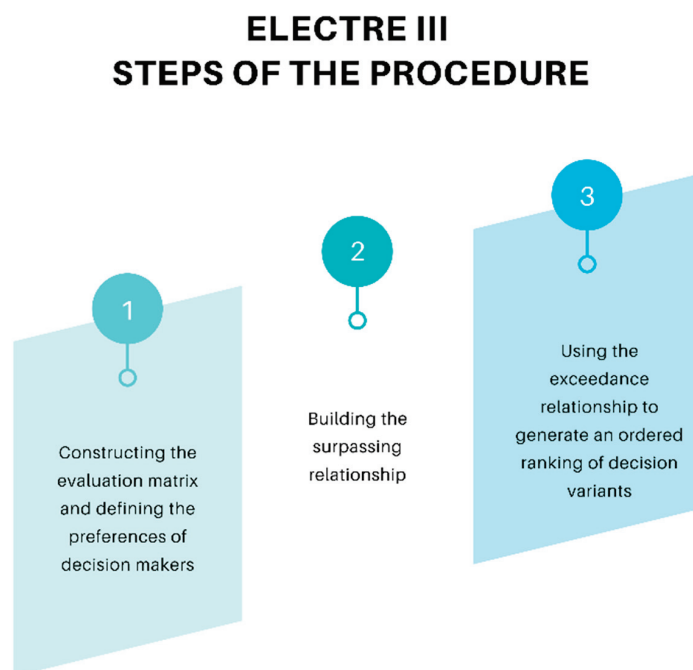 ELECTRE III
STEPS OF THE PROCEDURE
1
Constructing the
evaluation matrix
and defining the
preferences of
decision makers
2
Building the
surpassing
relationship
3
Using the
exceedance
relationship to
generate an ordered
ranking of decision
variants